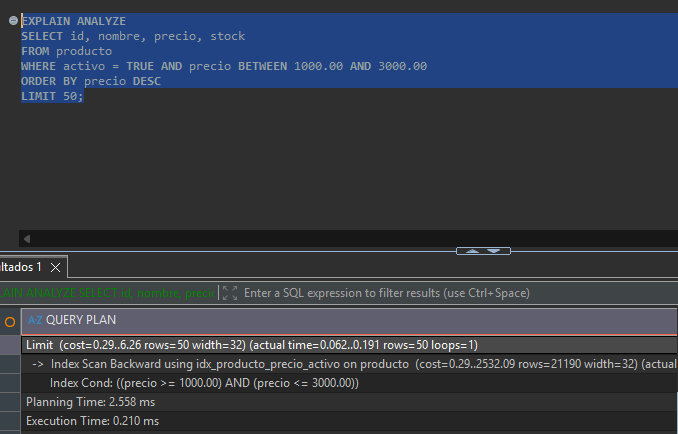 EXPLAIN ANALYZE
SELECT id, nombre, precio, stock
FROM producto
WHERE activo = TRUE AND precio BETWEEN 1000.00 AND 3000.00
ORDER BY precio DESC
LIMIT 50;
ultados 1
AIN ANALYZE SELECT id, nombre, preci
Enter a SQL expression to filter results (use Ctrl+Space)
A-Z QUERY PLAN
Limit (cost=0.29..6.26 rows=50 width=32) (actual time=0.062..0.191 rows=50 loops=1)
-> Index Scan Backward using idx_producto_precio_activo on producto (cost=0.29..2532.09 rows=21190 width=32) (actual
Index Cond: ((precio >= 1000.00) AND (precio <= 3000.00))
Planning Time: 2.558 ms
Execution Time: 0.210 ms